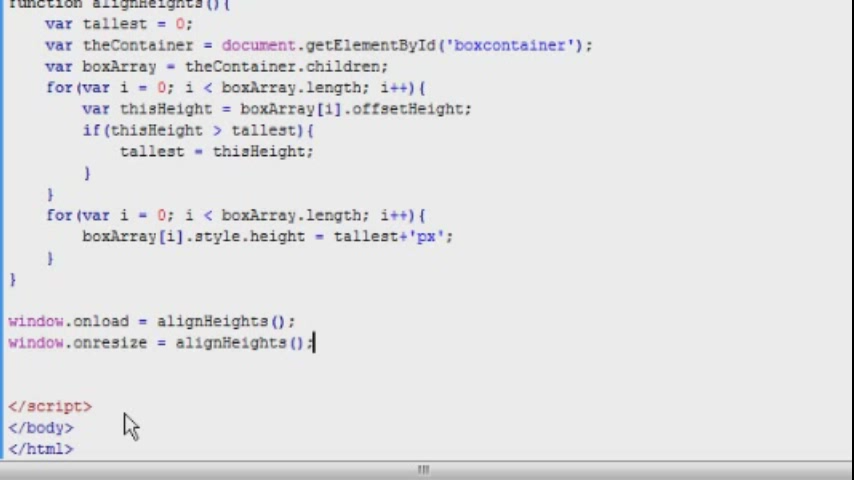 function alignHeights(){
var tallest = 0;
var theContainer = document.getElementById('boxcontainer');
var boxArray = theContainer.children;
for(var i = 0; i < boxArray.length; i++){
var thisHeight = boxArray[i].offsetHeight;
if(thisHeight > tallest){
tallest = thisHeight;
}
}
for(var i = 0; i < boxArray.length; i++){
boxArray[i].style.height = tallest+'px';
}
}
window.onload = alignHeights();
window.onresize = alignHeights();
</script>
</body>
</html>